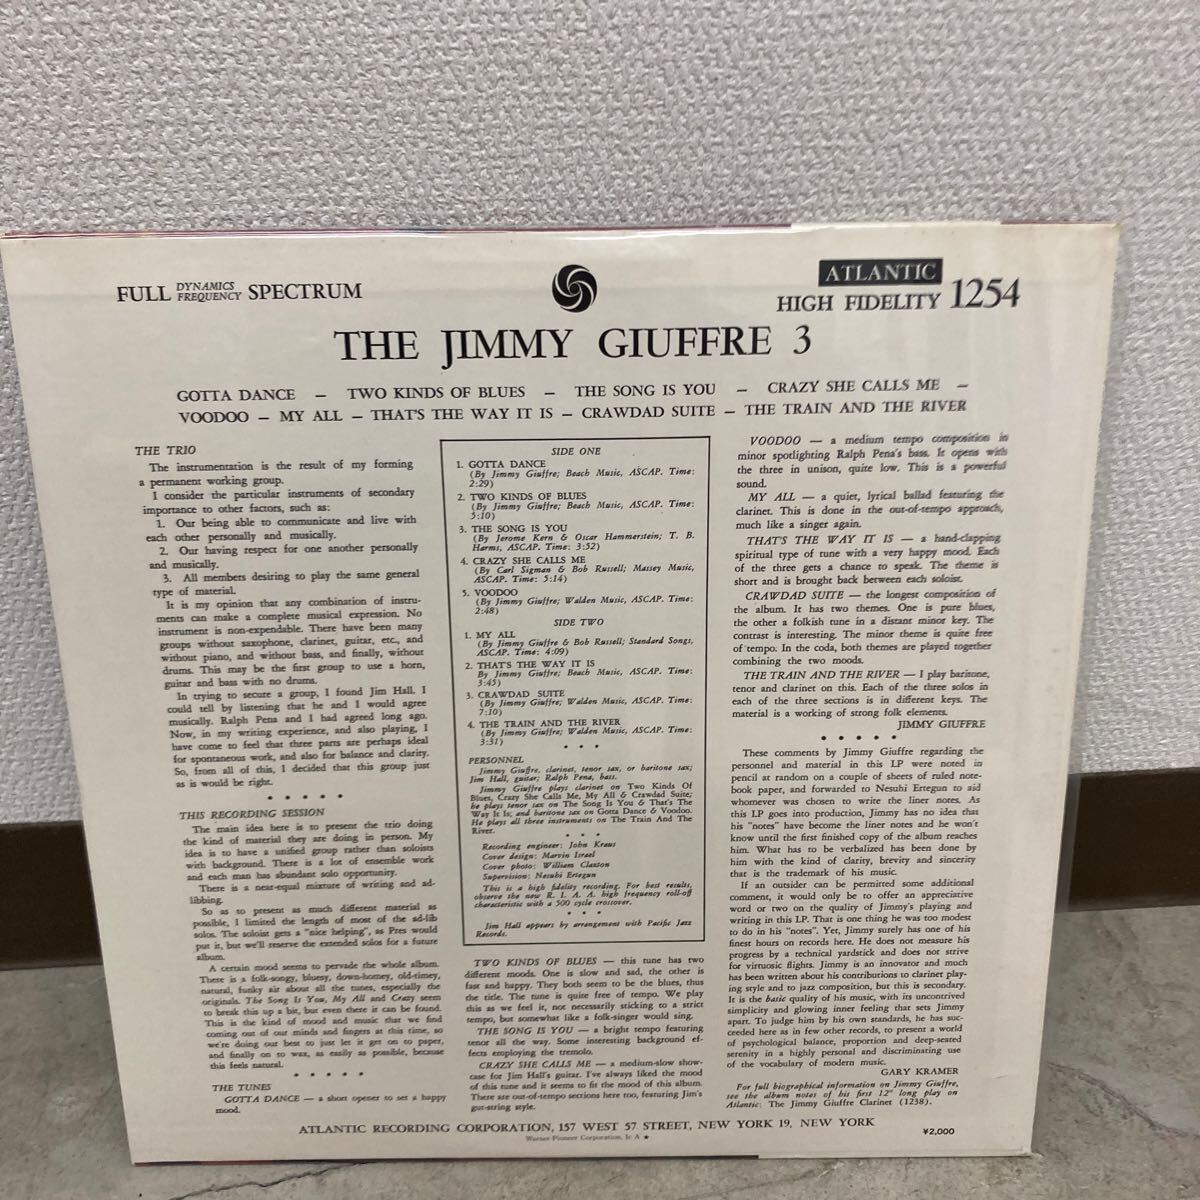 FULL DYNAMICS FREQUENCY SPECTRUM
ATLANTIC
HIGH FIDELITY 1254
THE JIMMY GIUFFRE 3
GOTTA DANCE — TWO KINDS OF BLUES — THE SONG IS YOU — CRAZY SHE CALLS ME —
VOODOO — MY ALL — THAT'S THE WAY IT IS — CRAWDAD SUITE — THE TRAIN AND THE RIVER
THE TRIO
The instrumentation is the result of my forming
a permanent working group.
I consider the particular instruments of secondary
importance to other factors, such as:
1. Our being able to communicate and live with
each other personally and musically.
2. Our having respect for one another personally
and musically.
3. All members desiring to play the same general
type of material.
It is my opinion that any combination of instru-
ments can make a complete musical expression. No
instrument is non-expendable. There have been many
groups without saxophone, clarinet, guitar, etc., and
without piano, and without bass, and finally, without
drums. This may be the first group to use a horn,
guitar and bass with no drums.
In trying to secure a group, I found Jim Hall. I
could tell by listening that he and I would agree
musically. Ralph Pena and I had agreed long ago.
Now, in my writing experience, and also playing, I
have come to feel that three parts are perhaps ideal
for spontaneous work, and also for balance and clarity.
So, from all of this, I decided that this group just
as is would be right.
• • • • •
THIS RECORDING SESSION
The main idea here is to present the trio doing
the kind of material they are doing in person. My
idea is to have a unified group rather than soloists
with background. There is a lot of ensemble work
and each man has abundant solo opportunity.
There is a near-equal mixture of writing and ad-
libbing.
So as to present as much different material as
possible, I limited the length of most of the ad-lib
solos. The soloist gets a "nice helping", as Pres would
put it, but we'll reserve the extended solos for a future
album.
A certain mood seems to pervade the whole album.
There is a folk-songy, bluesy, down-homey, old-timey,
natural, funky air about all the tunes, especially the
originals. The Song Is You, My All and Crazy seem
to break this up a bit, but even there it can be found.
This is the kind of mood and music that we find
coming out of our minds and fingers at this time, so
we're doing our best to just let it get on to paper,
and finally on to wax, as easily as possible, because
this feels natural.
• • • • •
THE TUNES
GOTTA DANCE — a short opener to set a happy
mood.
SIDE ONE
1. GOTTA DANCE
(By Jimmy Giuffre; Beach Music, ASCAP. Time:
2:29)
2. TWO KINDS OF BLUES
(By Jimmy Giuffre; Beach Music, ASCAP. Time:
5:10)
3. THE SONG IS YOU
(By Jerome Kern & Oscar Hammerstein; T. B.
Harms, ASCAP. Time: 3:52)
4. CRAZY SHE CALLS ME
(By Carl Sigman & Bob Russell; Massey Music,
ASCAP. Time: 5:14)
5. VOODOO
(By Jimmy Giuffre; Walden Music, ASCAP. Time:
2:48)
SIDE TWO
1. MY ALL
(By Jimmy Giuffre & Bob Russell; Standard Songs,
ASCAP. Time: 4:09)
2. THAT'S THE WAY IT IS
By Jimmy Giuffre; Beach Music, ASCAP. Time:
3:45)
3. CRAWDAD SUITE
(By Jimmy Giuffre; Walden Music, ASCAP. Time:
7:10)
4. THE TRAIN AND THE RIVER
(By Jimmy Giuffre; Walden Music, ASCAP. Time:
3:31)
• • •
PERSONNEL
Jimmy Giuffre, clarinet, tenor sax, or baritone sax;
Jim Hall, guitar; Ralph Pena, bass.
Jimmy Giuffre plays clarinet on Two Kinds Of
Blues, Crazy She Calls Me, My All & Crawdad Suite;
he plays tenor sax on The Song Is You & That's The
Way It Is; and baritone sax on Gotta Dance & Voodoo.
He plays all three instruments on The Train And The
River.
• • •
Recording engineer: John Kraus
Cover design: Marvin Israel
Cover photo: William Claxton
Supervision: Nesuhi Ertegun
This is a high fidelity recording. For best results,
observe the new R. I. A. A. high frequency roll-off
characteristic with a 500 cycle crossover.
• • •
Jim Hall appears by arrangement with Pacific Jazz
Records.
TWO KINDS OF BLUES — this tune has two
different moods. One is slow and sad, the other is
fast and happy. They both seem to be the blues, thus
the title. The tune is quite free of tempo. We play
this as we feel it, not necessarily sticking to a strict
tempo, but somewhat like a folk-singer would sing.
THE SONG IS YOU — a bright tempo featuring
tenor all the way. Some interesting background ef-
fects employing the tremolo.
CRAZY SHE CALLS ME — a medium-slow show-
case for Jim Hall's guitar. I've always liked the mood
of this tune and it seems to fit the mood of this album.
There are out-of-tempo sections here too, featuring Jim's
gut-string style.
VOODOO — a medium tempo composition in
minor spotlighting Ralph Pena's bass. It opens with
the three in unison, quite low. This is a powerful
sound.
MY ALL — a quiet, lyrical ballad featuring the
clarinet. This is done in the out-of-tempo approach,
much like a singer again.
THAT'S THE WAY IT IS — a hand-clapping
spiritual type of tune with a very happy mood. Each
of the three gets a chance to speak. The theme is
short and is brought back between each soloist.
CRAWDAD SUITE — the longest composition of
the album. It has two themes. One is pure blues,
the other a folkish tune in a distant minor key. The
contrast is interesting. The minor theme is quite free
of tempo. In the coda, both themes are played together
combining the two moods.
THE TRAIN AND THE RIVER — I play baritone,
tenor and clarinet on this. Each of the three solos in
each of the three sections is in different keys. The
material is a working of strong folk elements.
JIMMY GIUFFRE
• • • • •
These comments by Jimmy Giuffre regarding the
personnel and material in this LP were noted in
pencil at random on a couple of sheets of ruled note-
book paper, and forwarded to Nesuhi Ertegun to aid
whomever was chosen to write the liner notes. As
this LP goes into production, Jimmy has no idea that
his "notes" have become the liner notes and he won't
know until the first finished copy of the album reaches
him. What has to be verbalized has been done by
him with the kind of clarity, brevity and sincerity
that is the trademark of his music.
If an outsider can be permitted some additional
comment, it would only be to offer an appreciative
word or two on the quality of Jimmy's playing and
writing in this LP. That is one thing he was too modest
to do in his "notes". Yet, Jimmy surely has one of his
finest hours on records here. He does not measure his
progress by a technical yardstick and does not strive
for virtuosic flights. Jimmy is an innovator and much
has been written about his contributions to clarinet play-
ing style and to jazz composition, but this is secondary.
It is the basic quality of his music, with its uncontrived
simplicity and glowing inner feeling that sets Jimmy
apart. To judge him by his own standards, he has suc-
ceeded here as in few other records, to present a world
of psychological balance, proportion and deep-seated
serenity in a highly personal and discriminating use
of the vocabulary of modern music.
GARY KRAMER
For full biographical information on Jimmy Giuffre,
see the album notes of his first 12" long play on
Atlantic: The Jimmy Giuffre Clarinet (1238).
ATLANTIC RECORDING CORPORATION, 157 WEST 57 STREET, NEW YORK 19, NEW YORK
Warner-Pioneer Corporation,
¥2,000